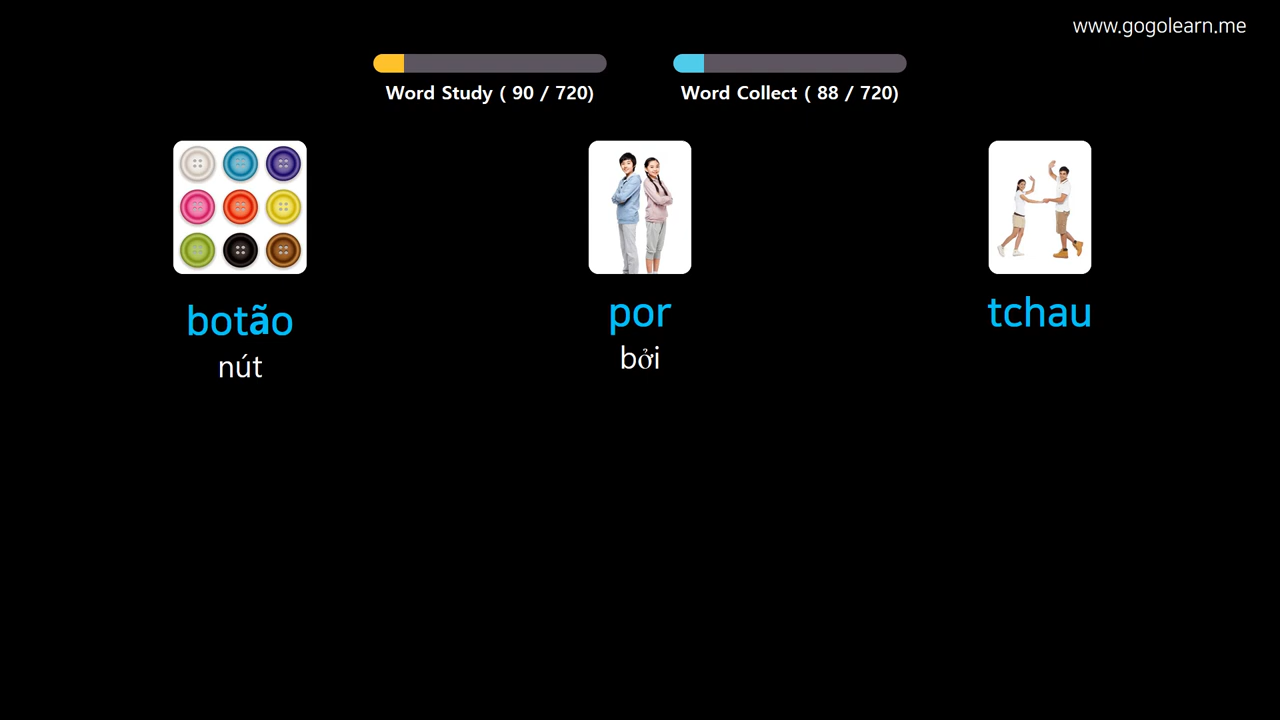 www.gogolearn.me
Word Study ( 90 / 720)
Word Collect ( 88 / 720)
botão
nút
por
bởi
tchau